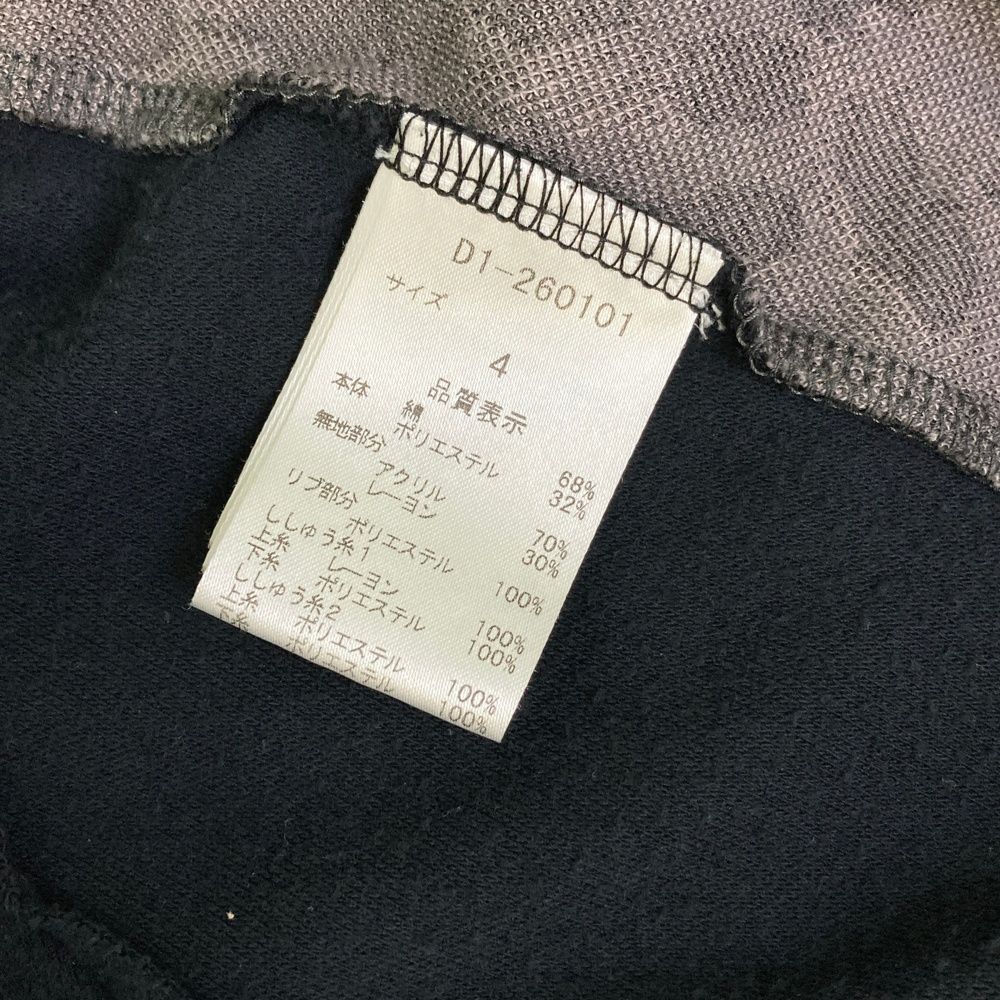 D1-260101
サイズ
4
品質表示
本体 綿 68%
ポリエステル 32%
無地部分
アクリル 70%
レーヨン 30%
リブ部分
ポリエステル 100%
ししゅう糸1
上糸 レーヨン 100%
下糸 ポリエステル 100%
ししゅう糸2
上糸 ポリエステル 100%
下糸 ポリエステル 100%